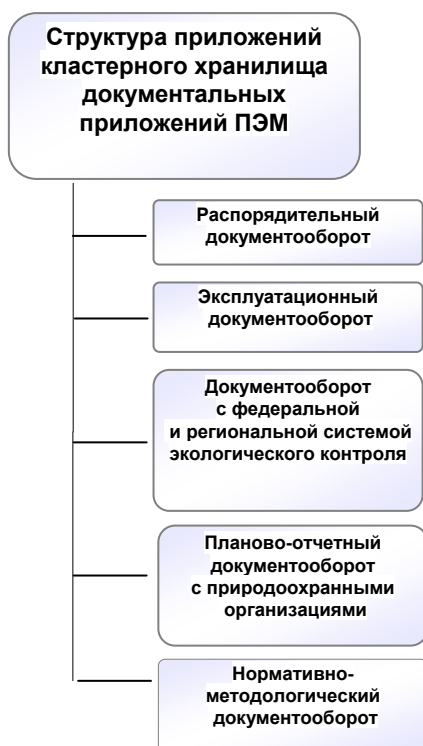 Структура приложений
кластерного хранилища
документальных
приложений ПЭМ
Распорядительный
документооборот
Эксплуатационный
документооборот
Документооборот
с федеральной
и региональной системой
экологического контроля
Планово-отчетный
документооборот
с природоохранными
организациями
Нормативно-
методологический
документооборот